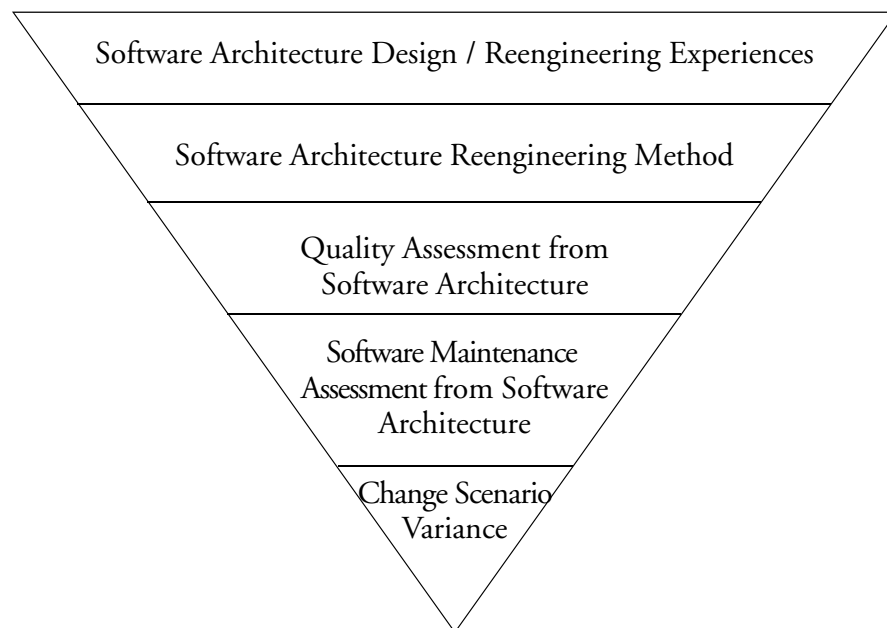 Software Architecture Design / Reengineering Experiences
Software Architecture Reengineering Method
Quality Assessment from
Software Architecture
Software Maintenance
Assessment from Software
Architecture
Change Scenario
Variance